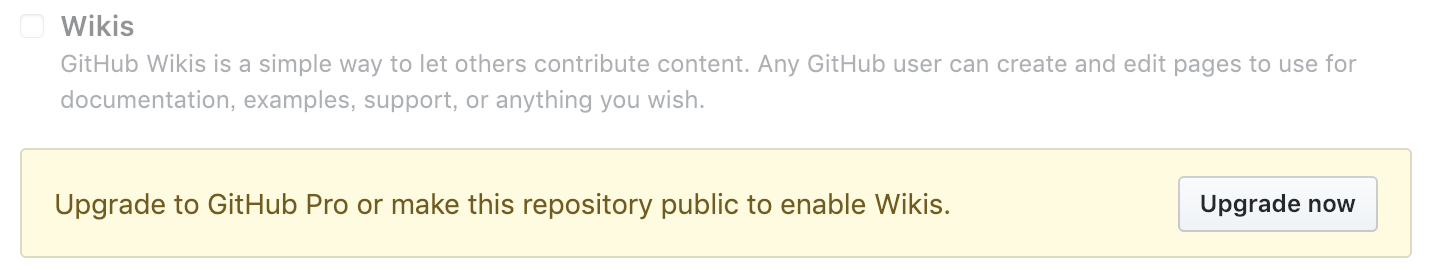 Wikis
GitHub Wikis is a simple way to let others contribute content. Any GitHub user can create and edit pages to use for
documentation, examples, support, or anything you wish.
Upgrade to GitHub Pro or make this repository public to enable Wikis.
Upgrade now